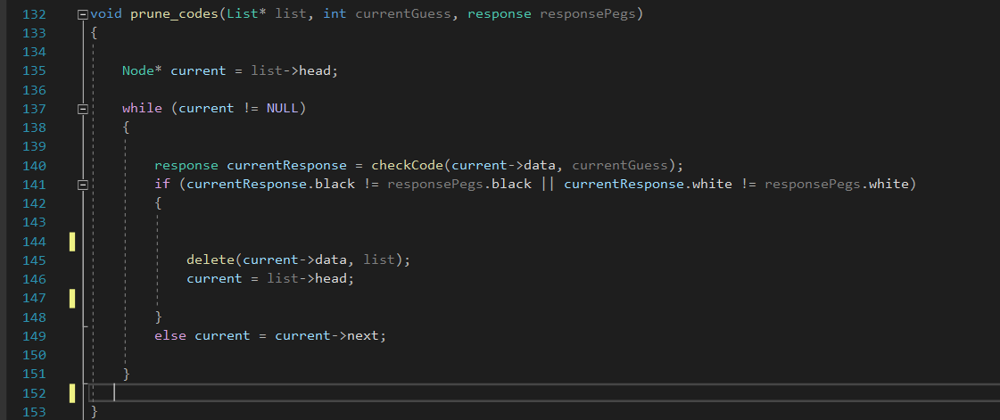 132 void prune_codes(List* list, int currentGuess, response responsePegs)
133 {
134
135 Node* current = list->head;
136
137 while (current != NULL)
138 {
139
140 response currentResponse = checkCode(current->data, currentGuess);
141 if (currentResponse.black != responsePegs.black || currentResponse.white != responsePegs.white)
142 {
143
144
145 delete(current->data, list);
146 current = list->head;
147
148 }
149 else current = current->next;
150
151 }
152
153 }